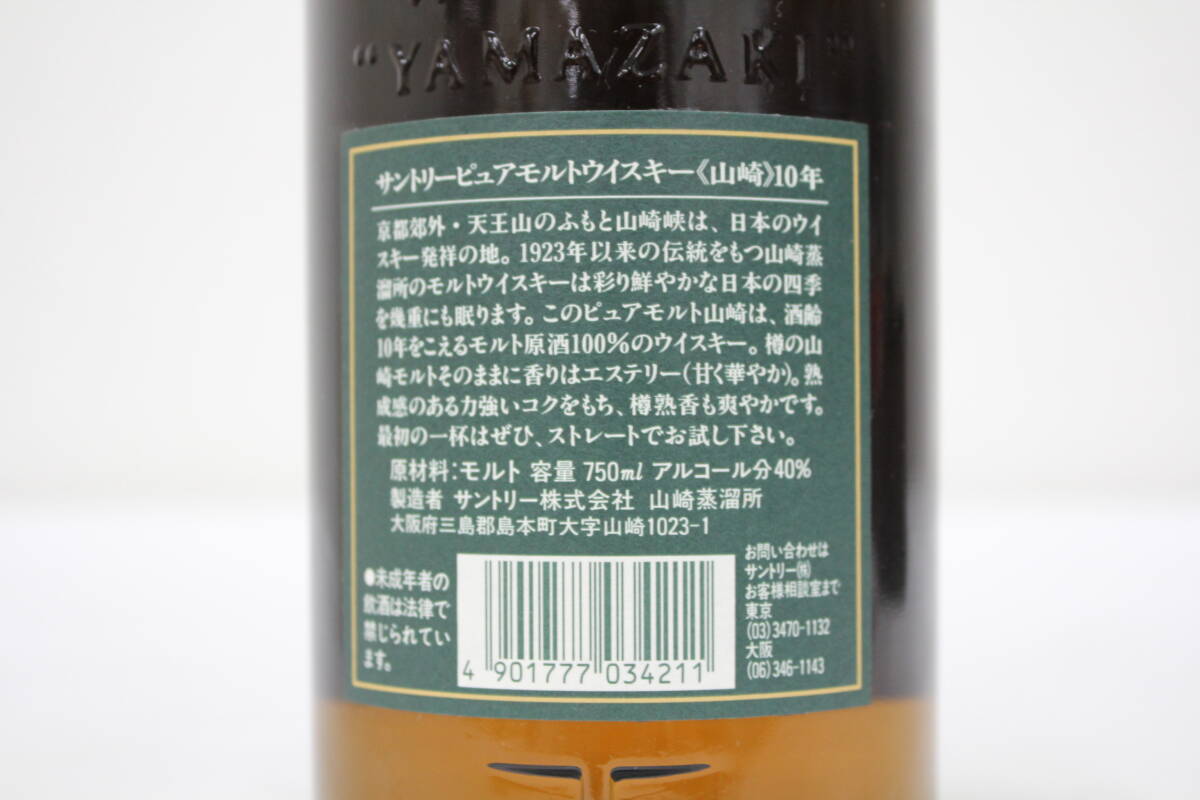 "YAMAZAKI"
サントリーピュアモルトウイスキー《山崎》10年
京都郊外・天王山のふもと山崎峡は、日本のウイ
スキー発祥の地。1923年以来の伝統をもつ山崎蒸
溜所のモルトウイスキーは彩り鮮やかな日本の四季
を幾重にも眠ります。このピュアモルト山崎は、酒齢
10年をこえるモルト原酒100%のウイスキー。樽の山
崎モルトそのままに香りはエステリー(甘く華やか)。熟
成感のある力強いコクをもち、樽熟香も爽やかです。
最初の一杯はぜひ、ストレートでお試し下さい。
原材料:モルト 容量 750ml アルコール分40%
製造者 サントリー株式会社 山崎蒸溜所
大阪府三島郡島本町大字山崎1023-1
●未成年者の
飲酒は法律で
禁じられてい
ます。
4 901777 034211
お問い合わせは
サントリー㈱
お客様相談室まで
東京
(03)3470-1132
大阪
(06)346-1143